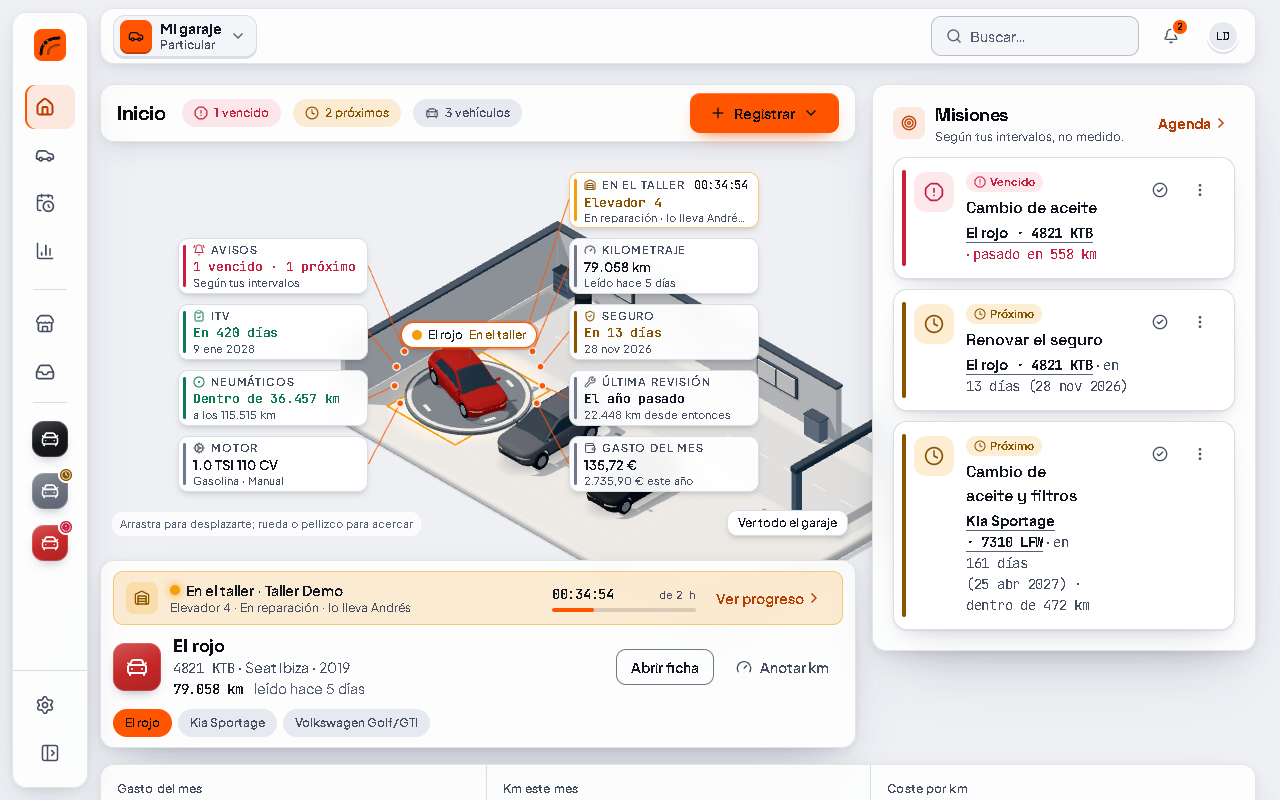 Mi garaje
Particular
Buscar...
2
LD
Inicio
1 vencido
2 próximos
3 vehículos
Registrar
EN EL TALLER 00:34:54
Elevador 4
En reparación · lo lleva André…
AVISOS
1 vencido · 1 próximo
Según tus intervalos
KILOMETRAJE
79.058 km
Leído hace 5 días
ITV
En 420 días
9 ene 2028
El rojo En el taller
SEGURO
En 13 días
28 nov 2026
NEUMÁTICOS
Dentro de 36.457 km
a los 115.515 km
ÚLTIMA REVISIÓN
El año pasado
22.448 km desde entonces
MOTOR
1.0 TSI 110 CV
Gasolina · Manual
GASTO DEL MES
135,72 €
2.735,90 € este año
Arrastra para desplazarte; rueda o pellizco para acercar
Ver todo el garaje
En el taller · Taller Demo
Elevador 4 · En reparación · lo lleva Andrés
00:34:54 de 2 h
Ver progreso
El rojo
4821 KTB · Seat Ibiza · 2019
79.058 km leído hace 5 días
Abrir ficha
Anotar km
El rojo
Kia Sportage
Volkswagen Golf/GTI
Misiones
Según tus intervalos, no medido.
Agenda
Vencido
Cambio de aceite
El rojo · 4821 KTB
· pasado en 558 km
Próximo
Renovar el seguro
El rojo · 4821 KTB · en
13 días (28 nov 2026)
Próximo
Cambio de
aceite y filtros
Kia Sportage
· 7310 LFW · en
161 días
(25 abr 2027) ·
dentro de 472 km
Gasto del mes
Km este mes
Coste por km